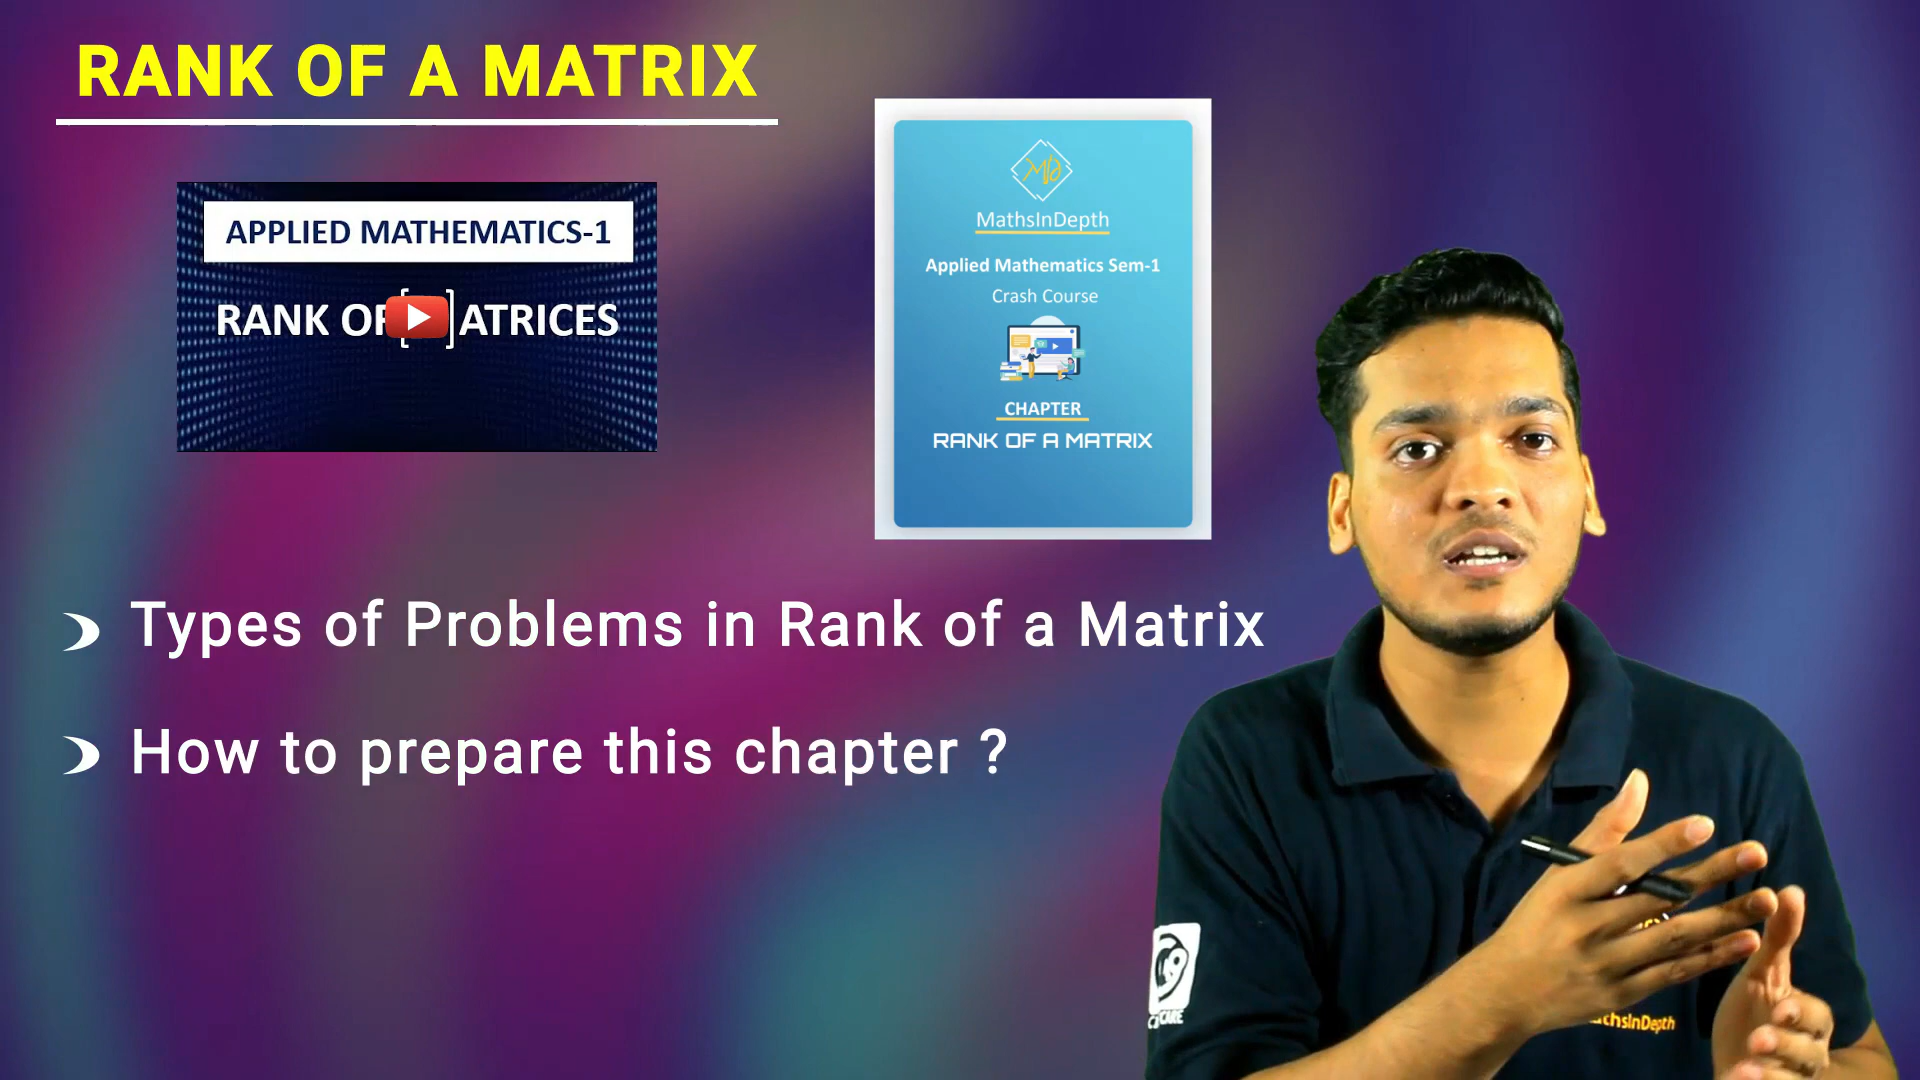 RANK OF A MATRIX
APPLIED MATHEMATICS-1
RANK OF [ ] ATRICES
MathsInDepth
Applied Mathematics Sem-1
Crash Course
CHAPTER
RANK OF A MATRIX
Types of Problems in Rank of a Matrix
How to prepare this chapter ?